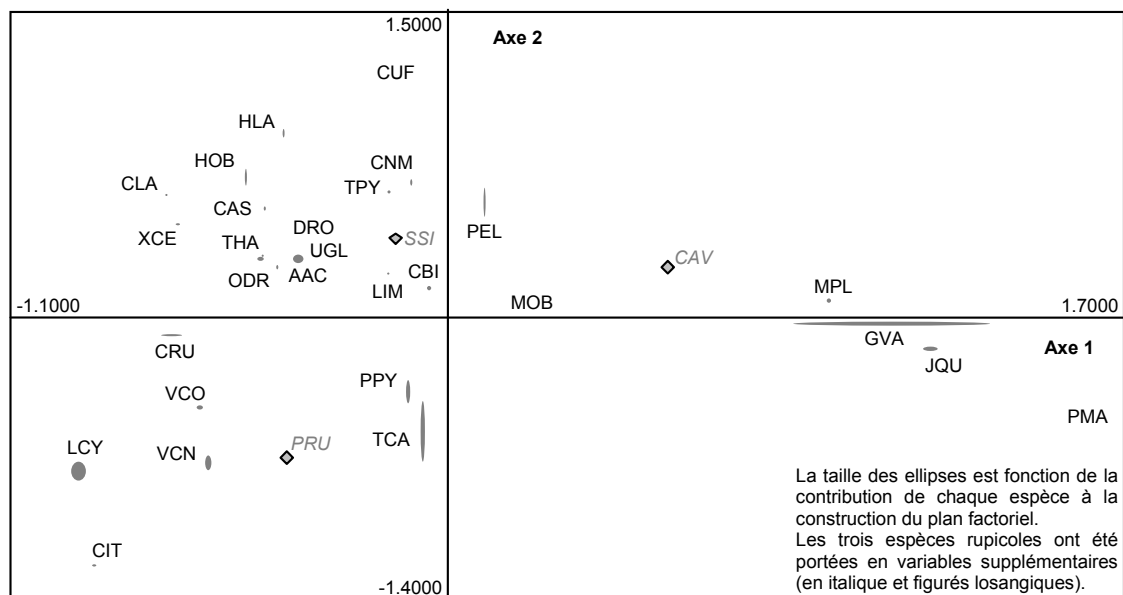 1.5000
Axe 2
CUF
HLA
HOB
CNM
CLA
TPY
CAS
DRO
SSI
PEL
XCE
THA
UGL
CAV
ODR
AAC
CBI
LIM
MPL
-1.1000
MOB
1.7000
CRU
GVA
Axe 1
JQU
VCO
PPY
PMA
LCY
VCN
PRU
TCA
CIT
La taille des ellipses est fonction de la
contribution de chaque espèce à la
construction du plan factoriel.
Les trois espèces rupicoles ont été
portées en variables supplémentaires
(en italique et figurés losangiques).
-1.4000